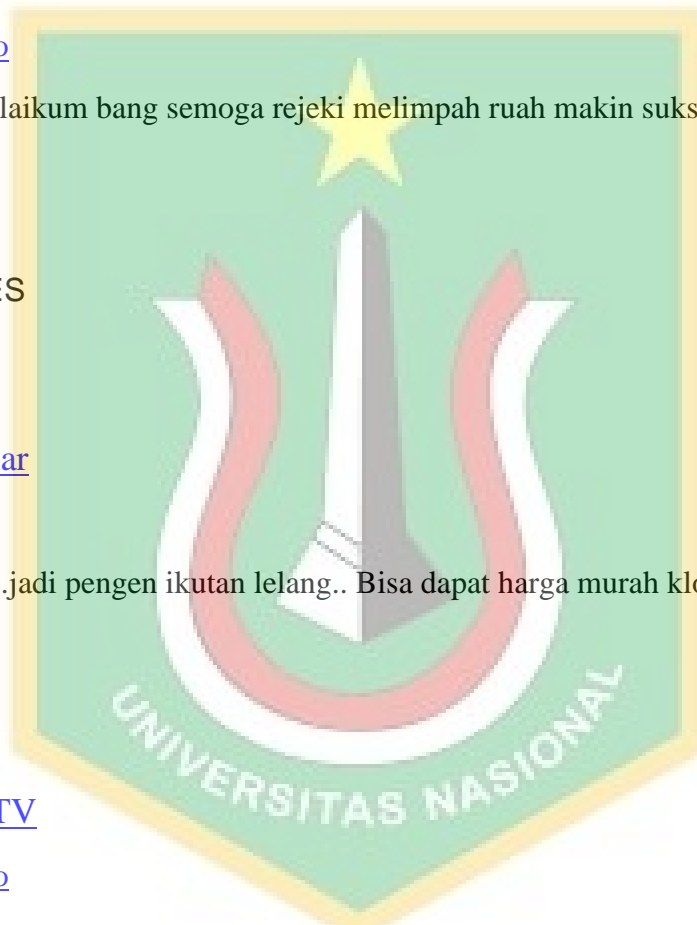 laikum bang semoga rejeki melimpah ruah makin suks
ES
ar
.jadi pengen ikutan lelang.. Bisa dapat harga murah klo
UNIVERSITAS NASIONAL
TV